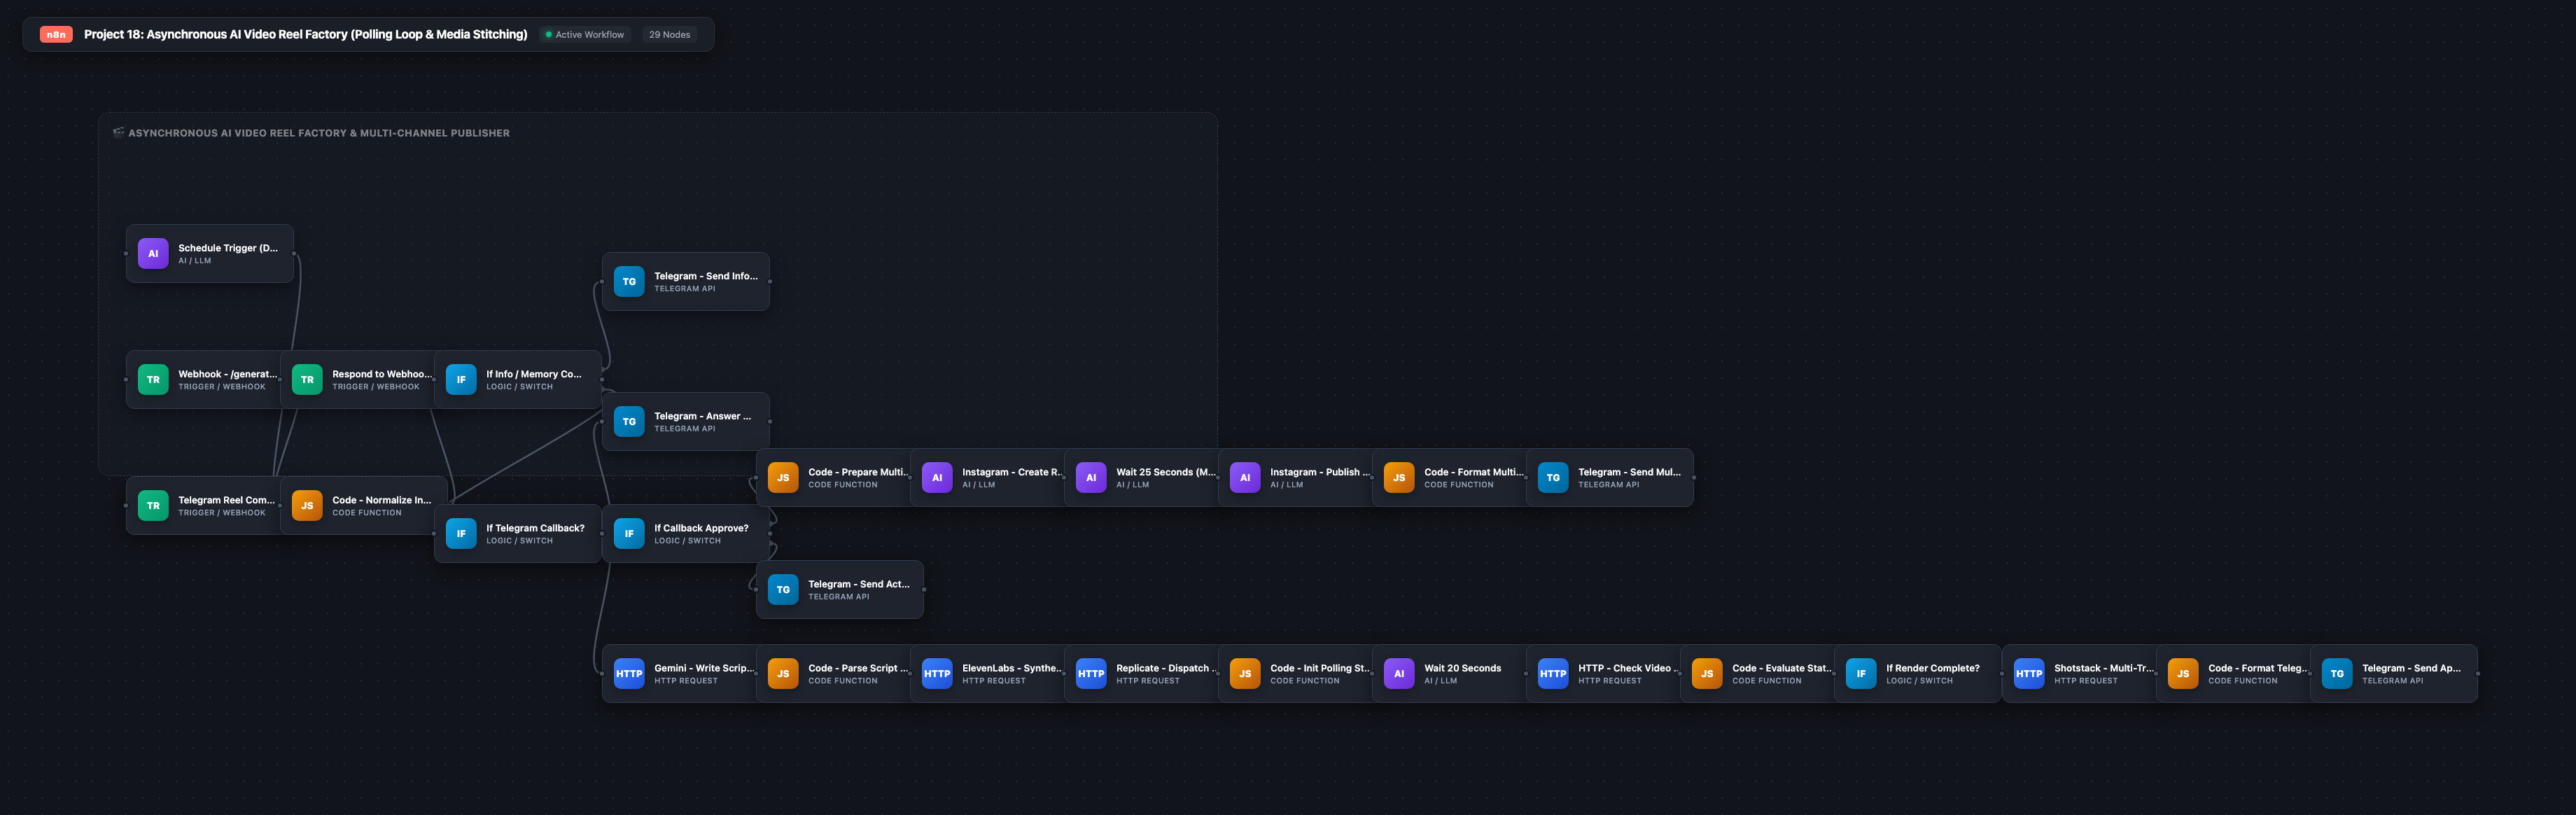 n8n Project 18: Asynchronous AI Video Reel Factory (Polling Loop & Media Stitching) Active Workflow 29 Nodes
🎬 ASYNCHRONOUS AI VIDEO REEL FACTORY & MULTI-CHANNEL PUBLISHER
AI Schedule Trigger (D...
AI / LLM
TG Telegram - Send Info...
TELEGRAM API
TR Webhook - /generat...
TRIGGER / WEBHOOK
TR Respond to Webhoo...
TRIGGER / WEBHOOK
IF If Info / Memory Co...
LOGIC / SWITCH
TG Telegram - Answer ...
TELEGRAM API
JS Code - Prepare Multi...
CODE FUNCTION
AI Instagram - Create R...
AI / LLM
AI Wait 25 Seconds (M...
AI / LLM
AI Instagram - Publish ...
AI / LLM
JS Code - Format Multi...
CODE FUNCTION
TG Telegram - Send Mul...
TELEGRAM API
TR Telegram Reel Com...
TRIGGER / WEBHOOK
JS Code - Normalize In...
CODE FUNCTION
IF If Telegram Callback?
LOGIC / SWITCH
IF If Callback Approve?
LOGIC / SWITCH
TG Telegram - Send Act...
TELEGRAM API
HTTP Gemini - Write Scrip...
HTTP REQUEST
JS Code - Parse Script ...
CODE FUNCTION
HTTP ElevenLabs - Synthe...
HTTP REQUEST
HTTP Replicate - Dispatch ...
HTTP REQUEST
JS Code - Init Polling St...
CODE FUNCTION
AI Wait 20 Seconds
AI / LLM
HTTP HTTP - Check Video ...
HTTP REQUEST
JS Code - Evaluate Stat...
CODE FUNCTION
IF If Render Complete?
LOGIC / SWITCH
HTTP Shotstack - Multi-Tr...
HTTP REQUEST
JS Code - Format Teleg...
CODE FUNCTION
TG Telegram - Send Ap...
TELEGRAM API